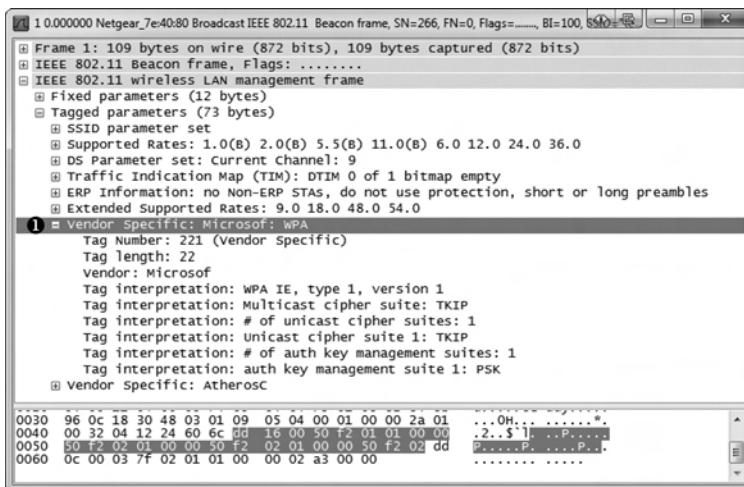 1 0.000000 Netgear_7e:40:80 Broadcast IEEE 802.11 Beacon frame, SN=266, FN=0, Flags=........, BI=100,
Frame 1: 109 bytes on wire (872 bits), 109 bytes captured (872 bits)
IEEE 802.11 Beacon frame, Flags: ........
IEEE 802.11 wireless LAN management frame
Fixed parameters (12 bytes)
Tagged parameters (73 bytes)
SSID parameter set
Supported Rates: 1.0(B) 2.0(B) 5.5(B) 11.0(B) 6.0 12.0 24.0 36.0
DS Parameter set: Current Channel: 9
Traffic Indication Map (TIM): DTIM 0 of 1 bitmap empty
ERP Information: no Non-ERP STAs, do not use protection, short or long preambles
Extended Supported Rates: 9.0 18.0 48.0 54.0
❶ Vendor Specific: Microsof: WPA
Tag Number: 221 (Vendor Specific)
Tag length: 22
Vendor: Microsof
Tag interpretation: WPA IE, type 1, version 1
Tag interpretation: Multicast cipher suite: TKIP
Tag interpretation: # of unicast cipher suites: 1
Tag interpretation: Unicast cipher suite 1: TKIP
Tag interpretation: # of auth key management suites: 1
Tag interpretation: auth key management suite 1: PSK
Vendor Specific: AtherosC
0030 96 0c 18 30 48 03 01 09 05 04 00 01 00 00 2a 01 ...0H... ......*.
0040 00 32 04 12 24 60 6c dd 16 00 50 f2 01 01 00 00 .2..$`l. ..P.....
0050 50 f2 02 01 00 00 50 f2 02 01 00 00 50 f2 02 dd P.....P. ....P...
0060 0c 00 03 7f 02 01 01 00 00 02 a3 00 00 ........ .....